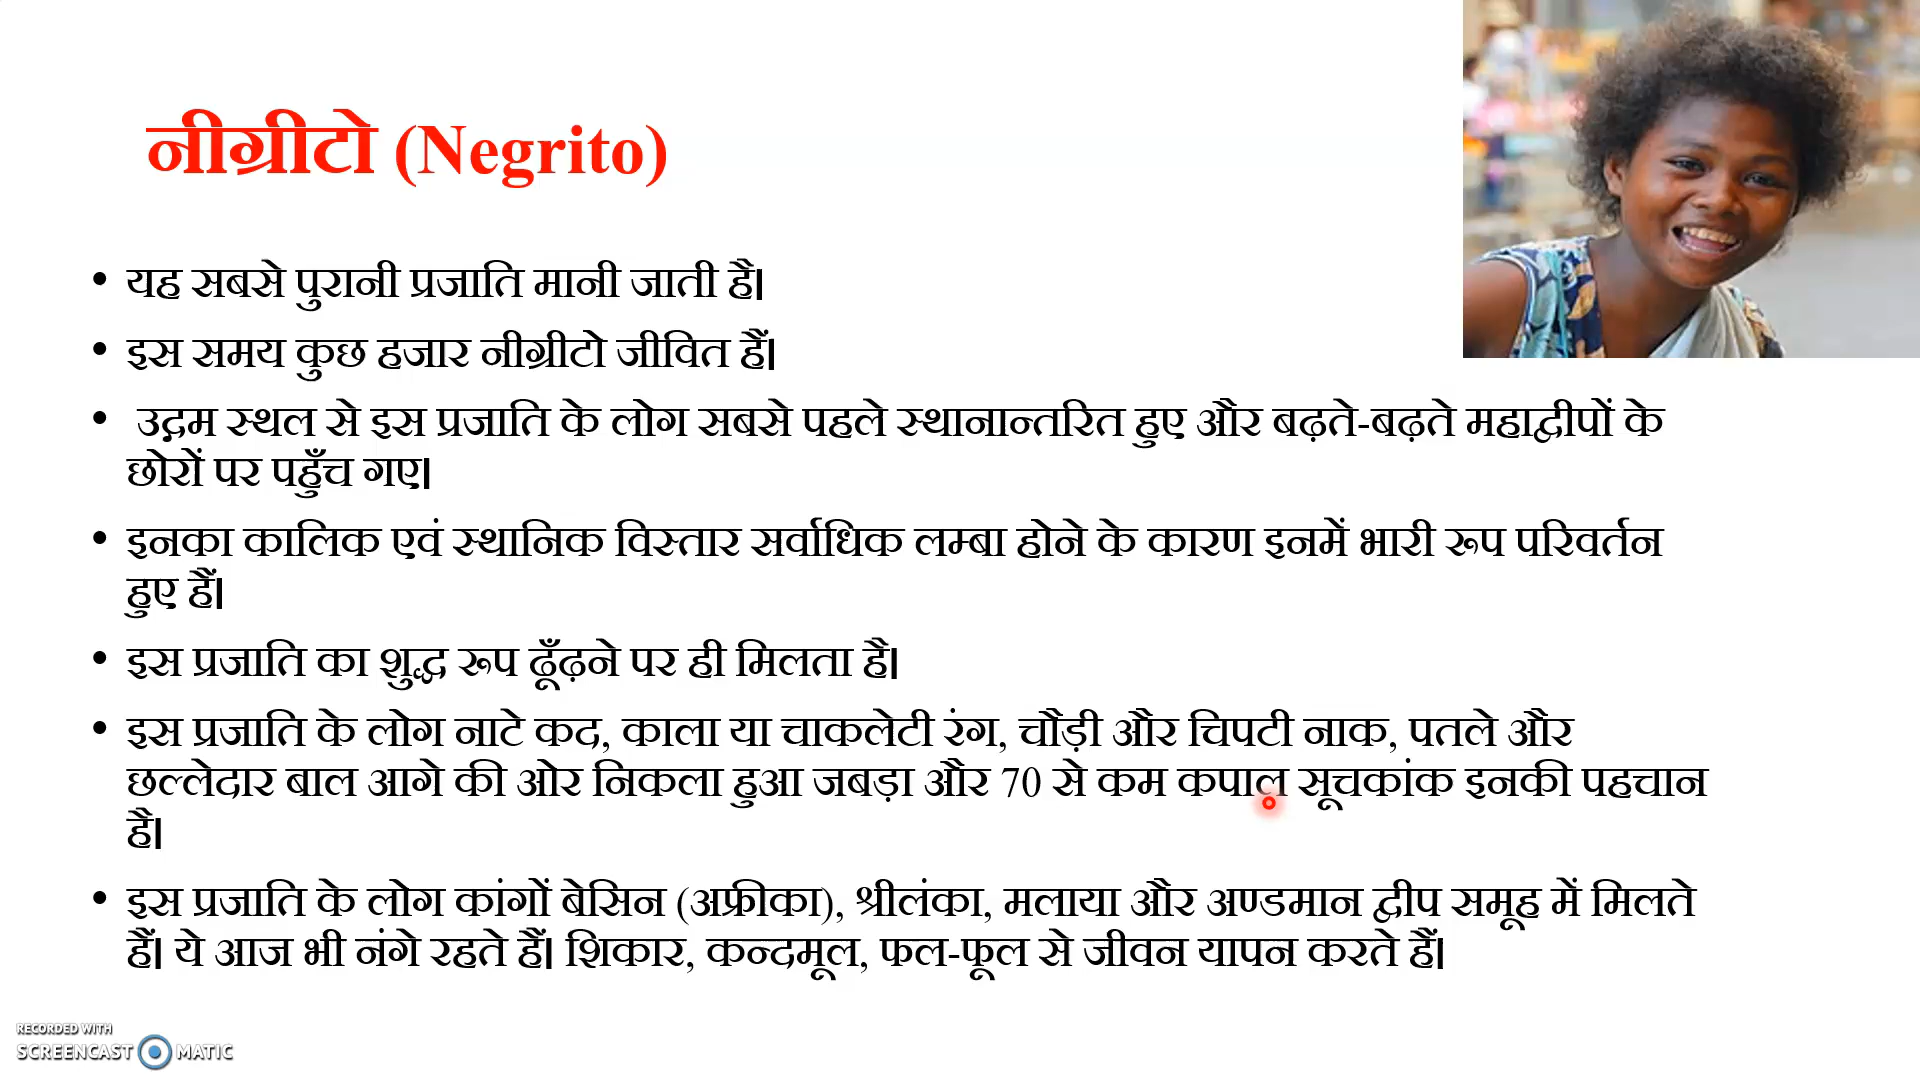 नीग्रीटो (Negrito)
• यह सबसे पुरानी प्रजाति मानी जाती है।
• इस समय कुछ हजार नीग्रीटो जीवित हैं।
• उद्गम स्थल से इस प्रजाति के लोग सबसे पहले स्थानान्तरित हुए और बढ़ते-बढ़ते महाद्वीपों के
छोरों पर पहुँच गए।
• इनका कालिक एवं स्थानिक विस्तार सर्वाधिक लम्बा होने के कारण इनमें भारी रूप परिवर्तन
हुए हैं।
• इस प्रजाति का शुद्ध रूप ढूँढ़ने पर ही मिलता है।
• इस प्रजाति के लोग नाटे कद, काला या चाकलेटी रंग, चौड़ी और चिपटी नाक, पतले और
छल्लेदार बाल आगे की ओर निकला हुआ जबड़ा और 70 से कम कपाल सूचकांक इनकी पहचान
है।
• इस प्रजाति के लोग कांगों बेसिन (अफ्रीका), श्रीलंका, मलाया और अण्डमान द्वीप समूह में मिलते
हैं। ये आज भी नंगे रहते हैं। शिकार, कन्दमूल, फल-फूल से जीवन यापन करते हैं।
RECORDED WITH
SCREENCAST MATIC